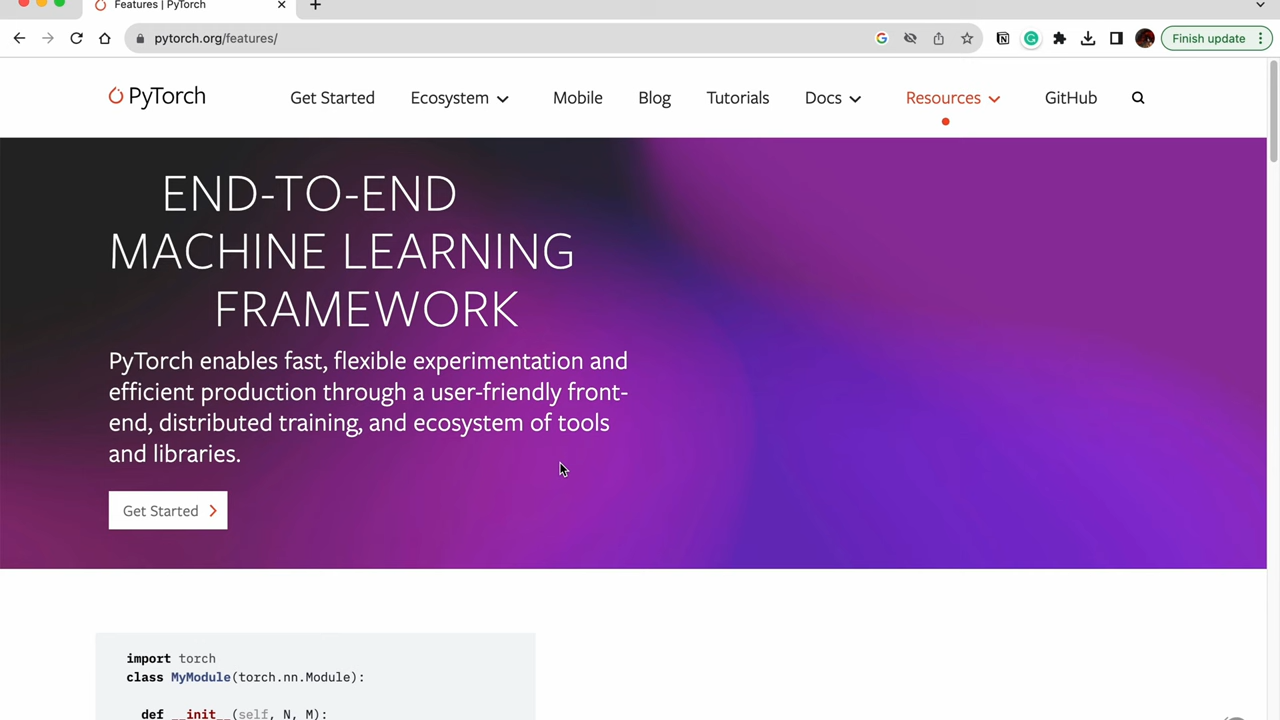 Features | PyTorch
pytorch.org/features/
Finish update
PyTorch
Get Started
Ecosystem
Mobile
Blog
Tutorials
Docs
Resources
GitHub
END-TO-END
MACHINE LEARNING
FRAMEWORK
PyTorch enables fast, flexible experimentation and
efficient production through a user-friendly front-
end, distributed training, and ecosystem of tools
and libraries.
Get Started
import torch
class MyModule(torch.nn.Module):
def __init__(self, N, M):